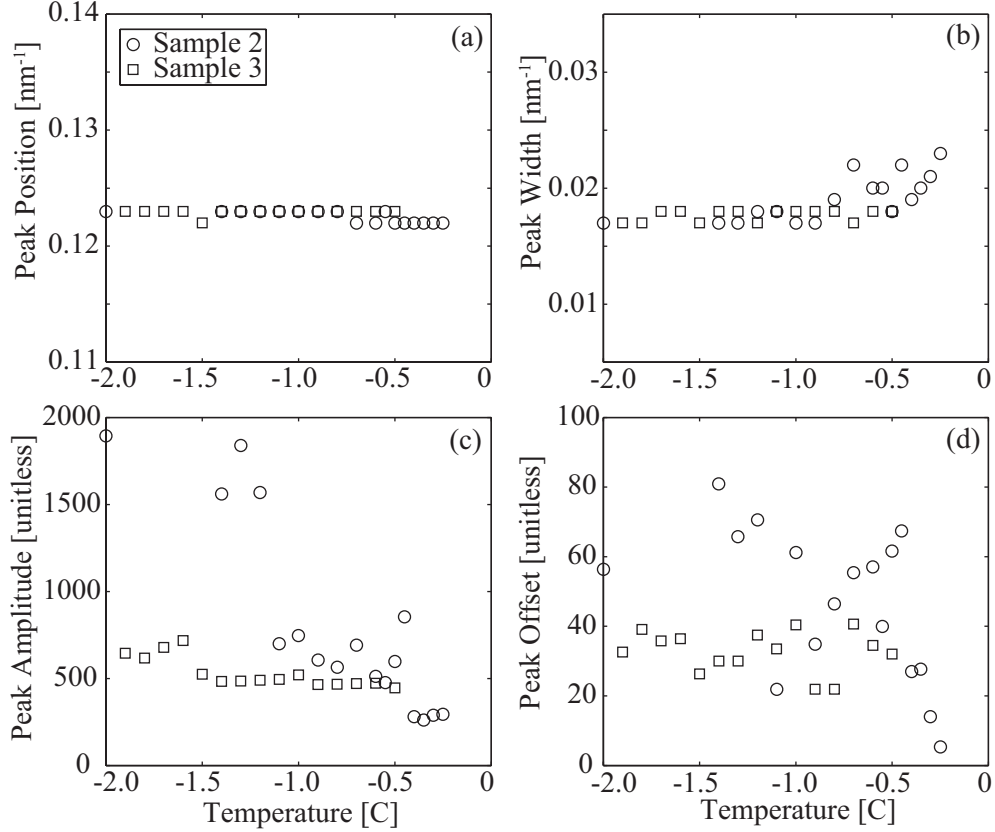 0.14
0.13
0.12
0.11
Peak Position [nm-1]
Sample 2
Sample 3
(a)
-2.0 -1.5 -1.0 -0.5 0
0.03
0.02
0.01
Peak Width [nm-1]
(b)
-2.0 -1.5 -1.0 -0.5 0
2000
1500
1000
500
0
Peak Amplitude [unitless]
(c)
-2.0 -1.5 -1.0 -0.5 0
Temperature [C]
100
80
60
40
20
0
Peak Offset [unitless]
(d)
-2.0 -1.5 -1.0 -0.5 0
Temperature [C]